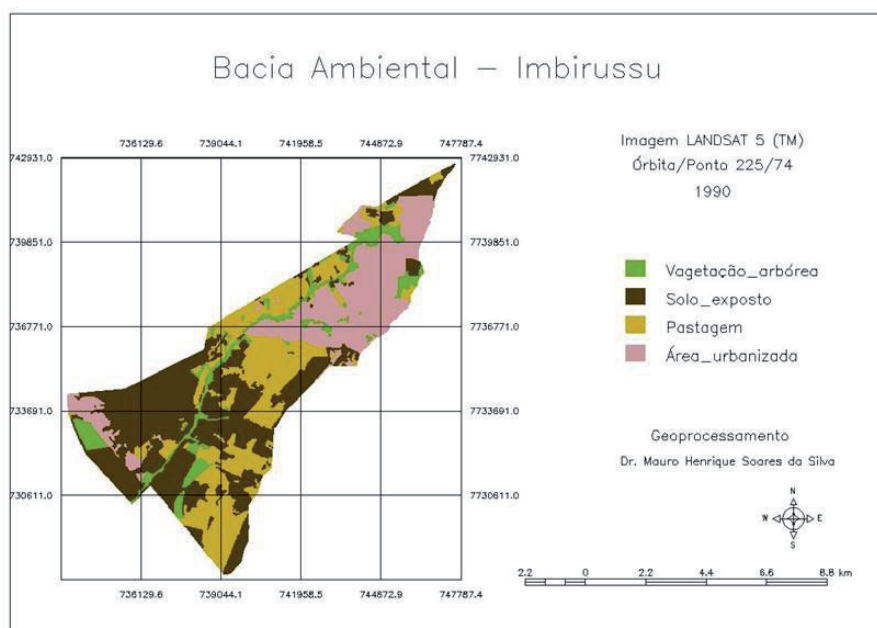 Bacia Ambital – Imbirussu
Imagem LANDSAT 5 (TM)
Órbita/Ponto 225/74
1990
736129.6 739044.1 741958.5 744872.9 747787.4
742931.0 7742931.0
739851.0 7739851.0
736771.0 7736771.0
733691.0 7733691.0
730611.0 7730611.0
736129.6 739044.1 741958.5 744872.9 747787.4
Vagetação_arbórea
Solo_exposto
Pastagem
Área_urbanizada
Geoprocessamento
Dr. Mauro Henrique Soares da Silva
N
W E
S
2.2 0 2.2 4.4 6.6 8.8 km